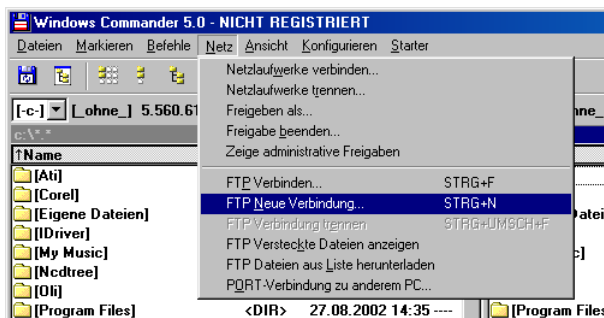 Windows Commander 5.0 - NICHT REGISTRIERT
Dateien Markieren Befehle Netz Ansicht Konfigurieren Starter
Netzlaufwerke verbinden...
Netzlaufwerke trennen...
[-c-] [_ohne_] 5.560.61
Freigeben als...
Freigabe beenden...
c:\*.*
Zeige administrative Freigaben
↑Name
[Ati]
FTP Verbinden... STRG+F
[Corel]
FTP Neue Verbindung... STRG+N
[Eigene Dateien]
FTP Verbindung trennen STRG+UMSCH+F
[IDriver]
FTP Versteckte Dateien anzeigen
[My Music]
FTP Dateien aus Liste herunterladen
[Ncdtree]
PORT-Verbindung zu anderem PC...
[Oli]
[Program Files] <DIR> 27.08.2002 14:35 ---- [Program Files